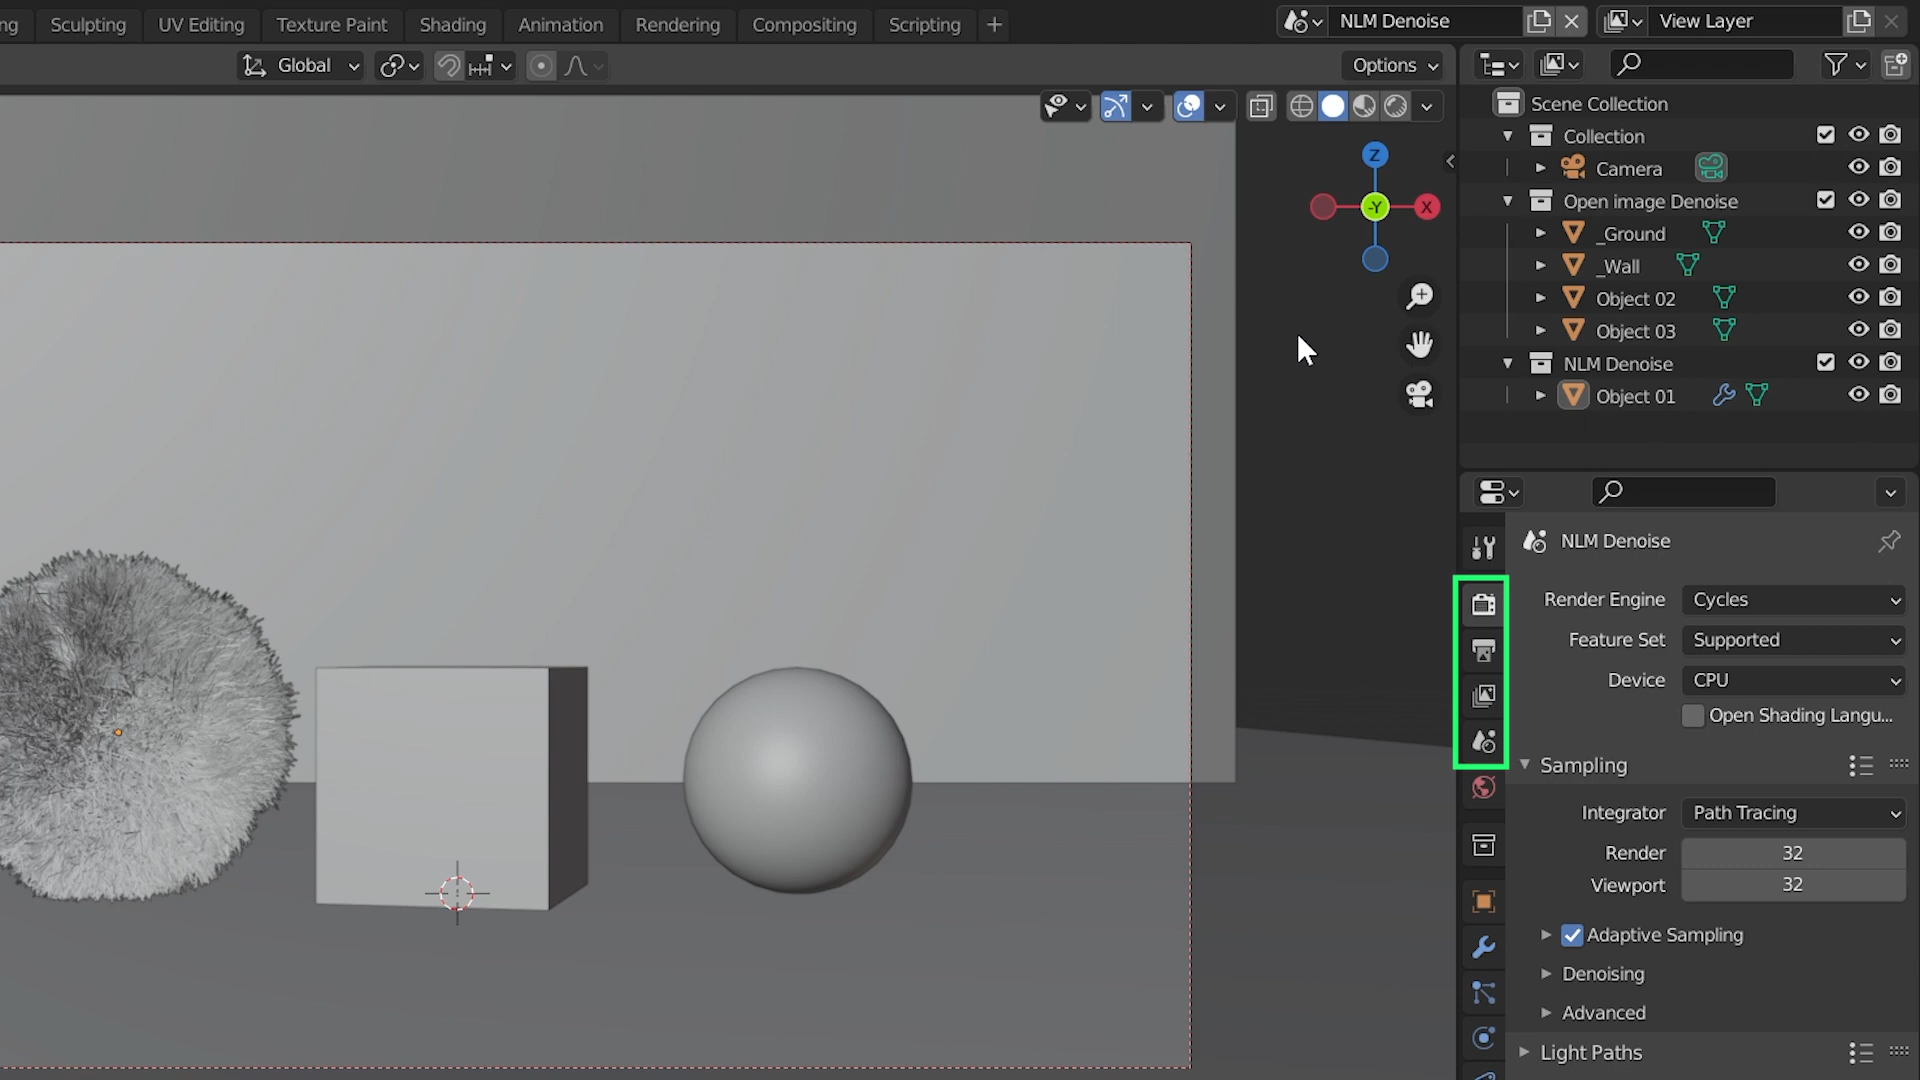 ng Sculpting UV Editing Texture Paint Shading Animation Rendering Compositing Scripting + NLM Denoise View Layer
Global Options
Z
-Y X
Scene Collection
Collection
Camera
Open image Denoise
_Ground
_Wall
Object 02
Object 03
NLM Denoise
Object 01
NLM Denoise
Render Engine Cycles
Feature Set Supported
Device CPU
Open Shading Langu...
Sampling
Integrator Path Tracing
Render 32
Viewport 32
Adaptive Sampling
Denoising
Advanced
Light Paths